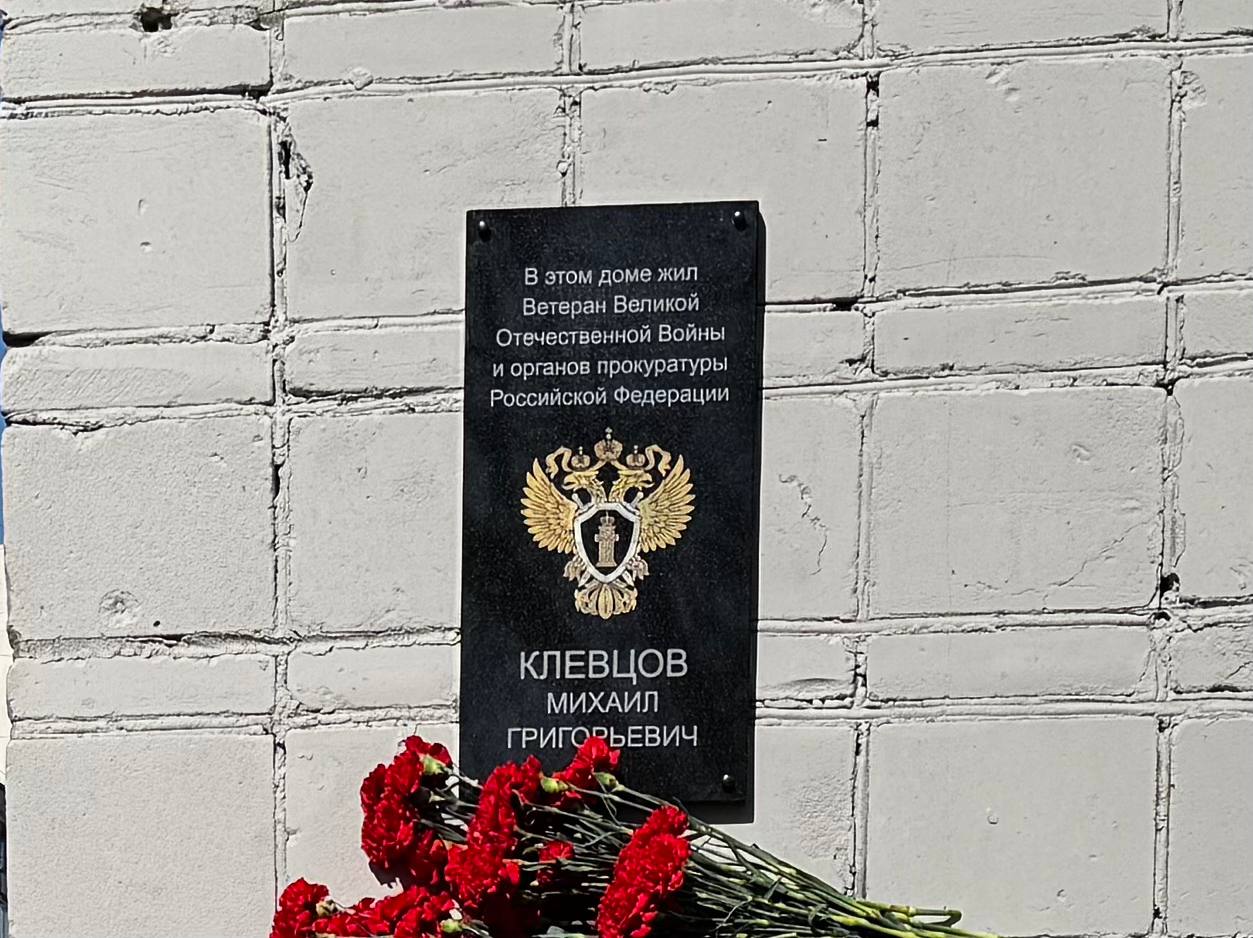 В этом доме жил
Ветеран Великой
Отечественной Войны
и органов прокуратуры
Российской Федерации
КЛЕВЦОВ
МИХАИЛ
ГРИГОРЬЕВИЧ